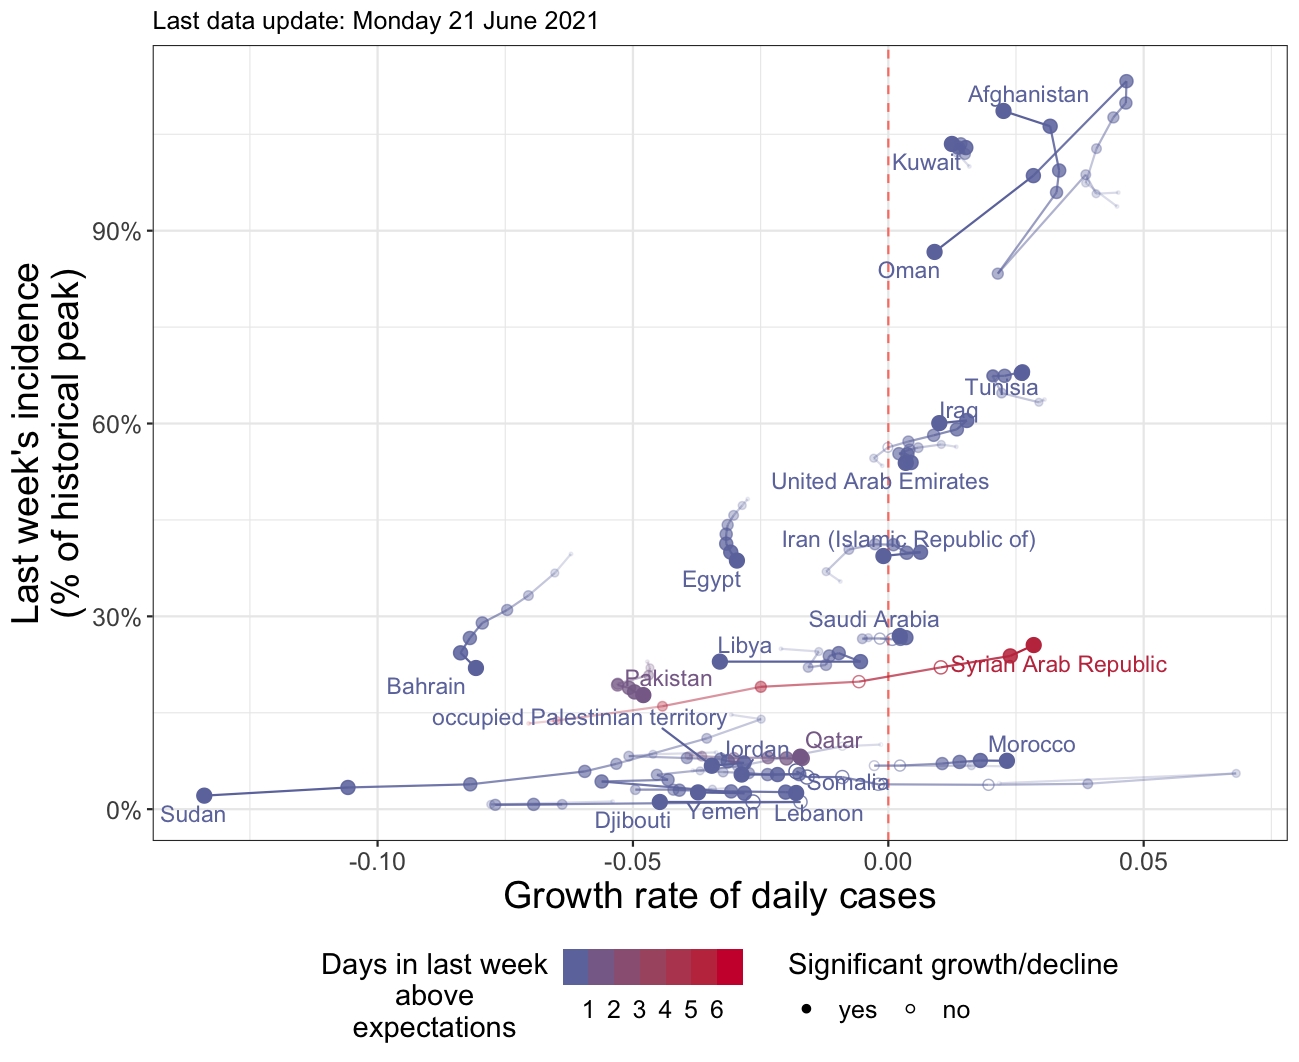 Last data update: Monday 21 June 2021
Last week's incidence
(% of historical peak)
90%
60%
30%
0%
Afghanistan
Kuwait
Oman
Tunisia
Iraq
United Arab Emirates
Iran (Islamic Republic of)
Egypt
Saudi Arabia
Libya
Syrian Arab Republic
Pakistan
Bahrain
occupied Palestinian territory
Jordan
Qatar
Morocco
Somalia
Sudan
Djibouti
Yemen
Lebanon
-0.10
-0.05
0.00
0.05
Growth rate of daily cases
Days in last week
above
expectations
1 2 3 4 5 6
Significant growth/decline
yes
no